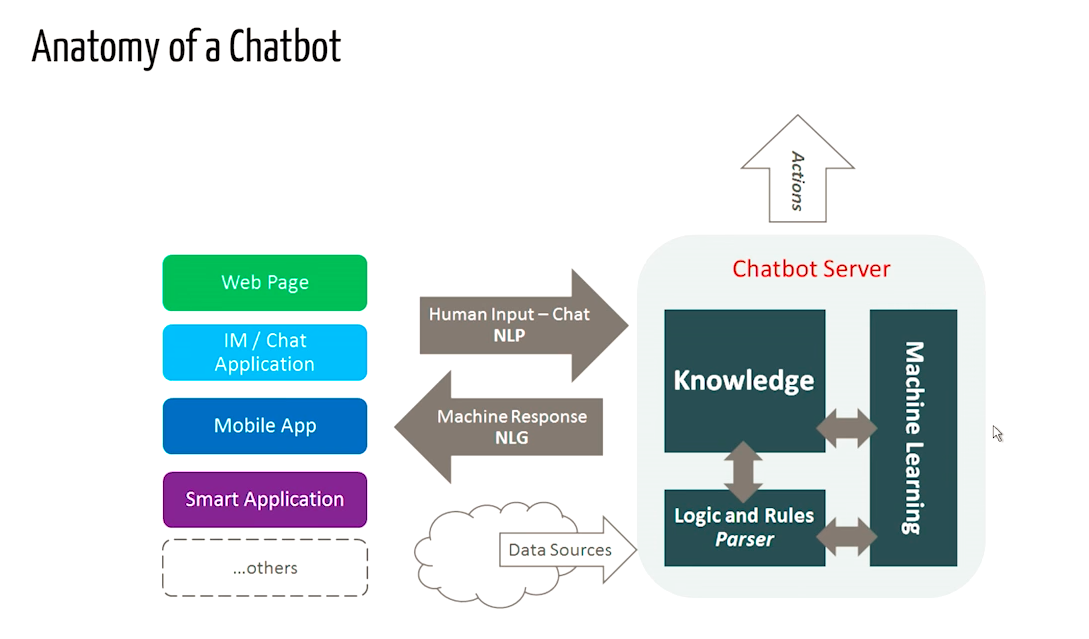 Anatomy of a Chatbot
Actions
Chatbot Server
Web Page
IM / Chat
Application
Mobile App
Smart Application
...others
Human Input – Chat
NLP
Machine Response
NLG
Data Sources
Knowledge
Logic and Rules
Parser
Machine Learning